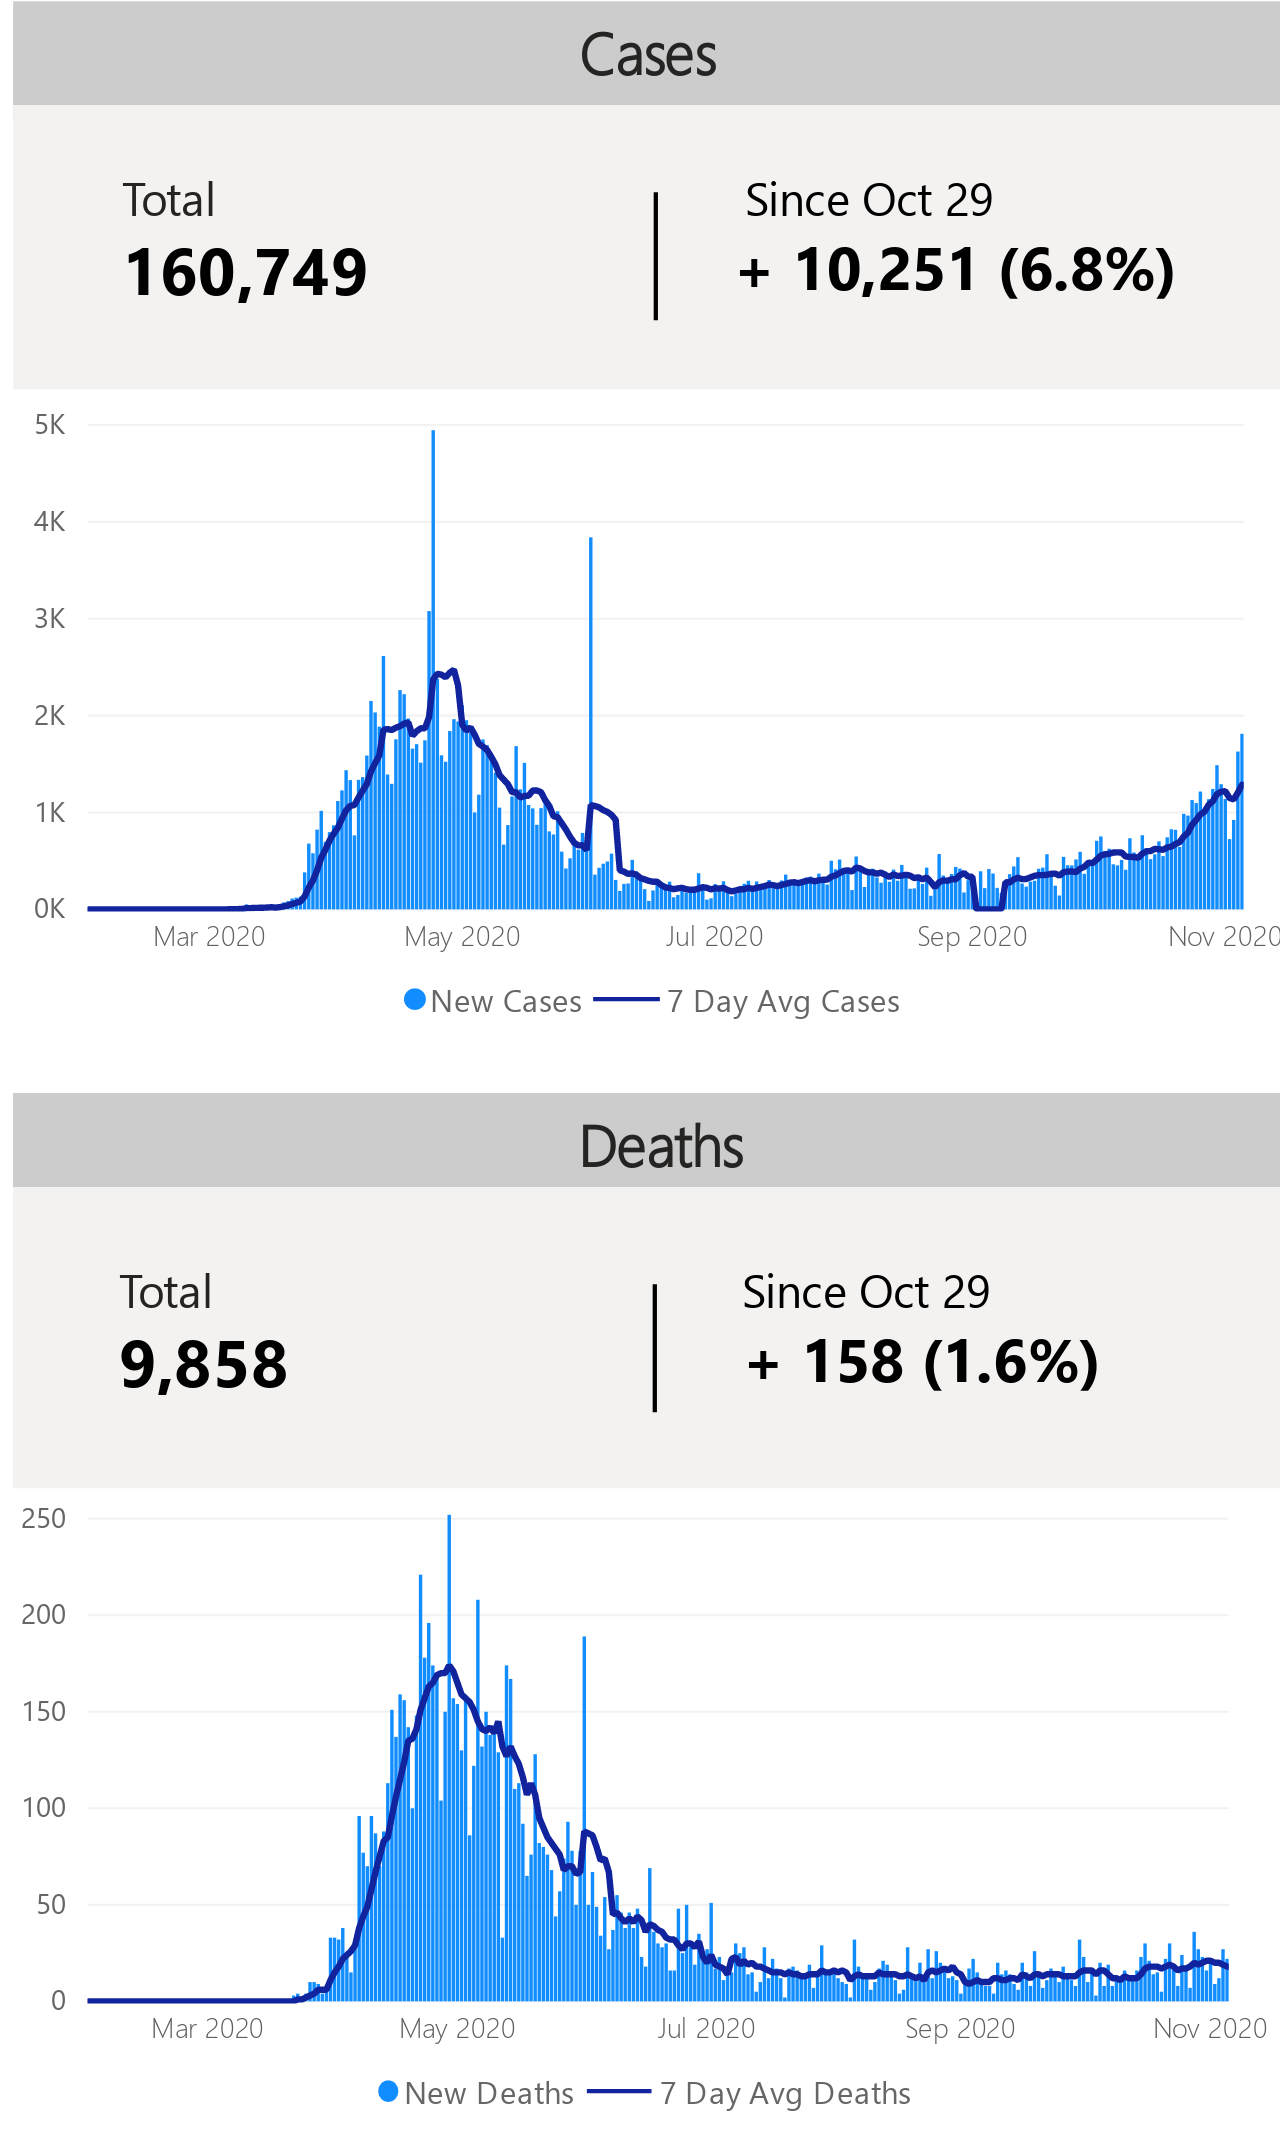 Cases
Total
Since Oct 29
160,749
+ 10,251 (6.8%)
5K
4K
3K
2K
1K
0K
Mar 2020
May 2020
Jul 2020
Sep 2020
Nov 2020
New Cases
7 Day Avg Cases
Deaths
Total
Since Oct 29
9,858
+ 158 (1.6%)
250
200
150
100
50
0
Mar 2020
May 2020
Jul 2020
Sep 2020
Nov 2020
New Deaths
7 Day Avg Deaths